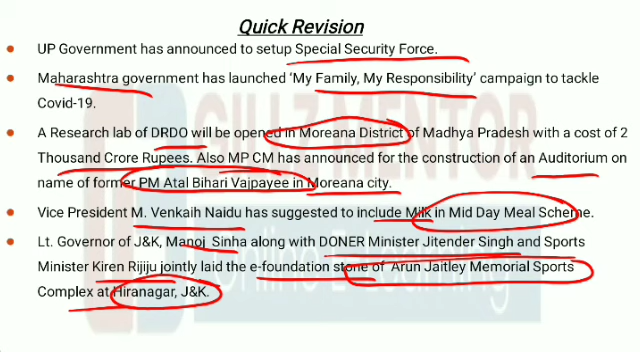 Quick Revision
UP Government has announced to setup Special Security Force.
Maharashtra government has launched 'My Family, My Responsibility' campaign to tackle
Covid-19.
A Research lab of DRDO will be opened in Moreana District of Madhya Pradesh with a cost of 2
Thousand Crore Rupees. Also MP CM has announced for the construction of an Auditorium on
name of former PM Atal Bihari Vajpayee in Moreana city.
Vice President M. Venkaih Naidu has suggested to include Milk in Mid Day Meal Scheme.
Lt. Governor of J&K, Manoj Sinha along with DONER Minister Jitender Singh and Sports
Minister Kiren Rijiju jointly laid the e-foundation stone of 'Arun Jaitley Memorial Sports
Complex at Hiranagar, J&K.
GILLZ MENTOR